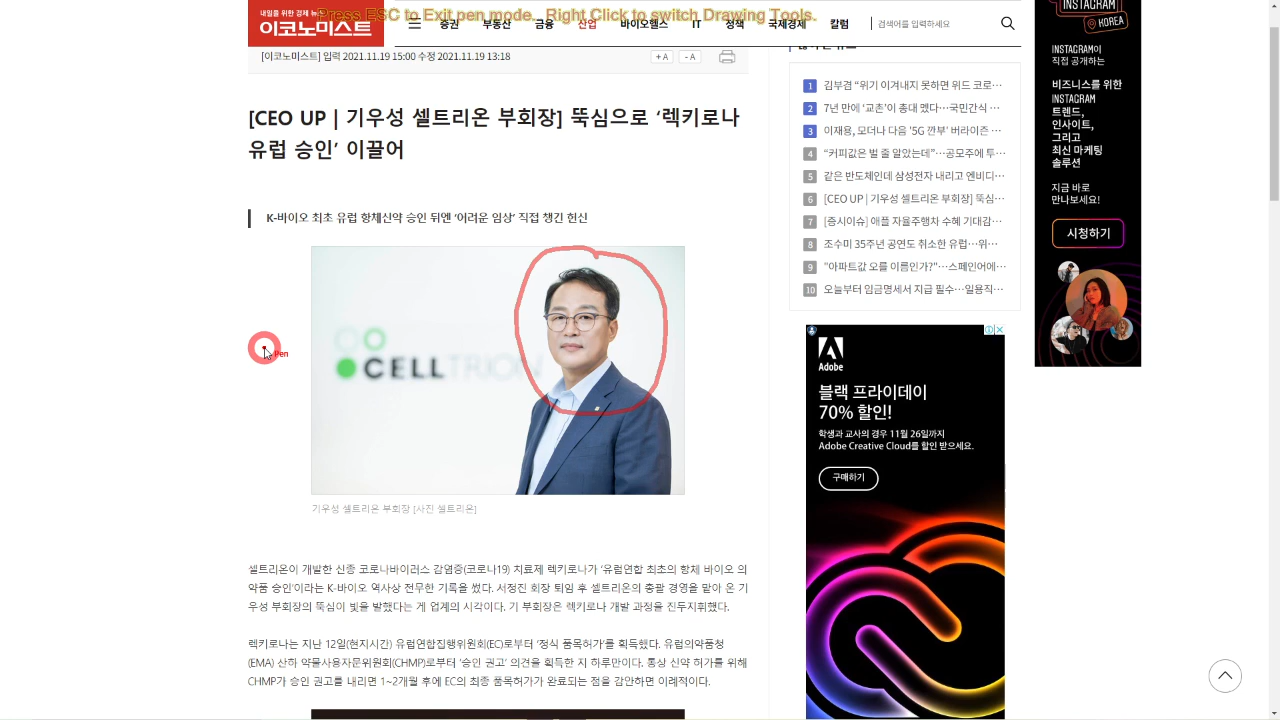 Press ESC to Exit pen mode. Right Click to switch Drawing Tools.
내일을 위한 경제 뉴스
이코노미스트
증권 부동산 금융 산업 바이오헬스 IT 정책 국제경제 칼럼 검색어를 입력하세요
[이코노미스트] 입력 2021.11.19 15:00 수정 2021.11.19 13:18
+ A - A
[CEO UP | 기우성 셀트리온 부회장] 뚝심으로 ‘렉키로나
유럽 승인’ 이끌어
K-바이오 최초 유럽 항체신약 승인 뒤엔 ‘어려운 임상’ 직접 챙긴 헌신
CELLTRION
Pen
기우성 셀트리온 부회장 [사진 셀트리온]
셀트리온이 개발한 신종 코로나바이러스 감염증(코로나19) 치료제 렉키로나가 ‘유럽연합 최초의 항체 바이오 의
약품 승인’이라는 K-바이오 역사상 전무한 기록을 썼다. 서정진 회장 퇴임 후 셀트리온의 총괄 경영을 맡아 온 기
우성 부회장의 뚝심이 빛을 발했다는 게 업계의 시각이다. 기 부회장은 렉키로나 개발 과정을 진두지휘했다.
렉키로나는 지난 12일(현지시간) 유럽연합집행위원회(EC)로부터 ‘정식 품목허가’를 획득했다. 유럽의약품청
(EMA) 산하 약물사용자문위원회(CHMP)로부터 ‘승인 권고’ 의견을 획득한 지 하루만이다. 통상 신약 허가를 위해
CHMP가 승인 권고를 내리면 1~2개월 후에 EC의 최종 품목허가가 완료되는 점을 감안하면 이례적이다.
1 김부겸 “위기 이겨내지 못하면 위드 코로…
2 7년 만에 ‘교촌’이 총대 멨다…국민간식 …
3 이재용, 모더나 다음 '5G 깐부' 버라이즌 …
4 “커피값은 벌 줄 알았는데”…공모주에 투…
5 같은 반도체인데 삼성전자 내리고 엔비디…
6 [CEO UP | 기우성 셀트리온 부회장] 뚝심…
7 [증시이슈] 애플 자율주행차 수혜 기대감…
8 조수미 35주년 공연도 취소한 유럽…위…
9 "아파트값 오를 이름인가?"…스페인어에…
10 오늘부터 임금명세서 지급 필수…일용직…
Adobe
블랙 프라이데이
70% 할인!
학생과 교사의 경우 11월 26일까지
Adobe Creative Cloud를 할인 받으세요.
구매하기
INSTAGRAM
KOREA
INSTAGRAM이
직접 공개하는
비즈니스를 위한
INSTAGRAM
트렌드,
인사이트,
그리고
최신 마케팅
솔루션
지금 바로
만나보세요!
신청하기